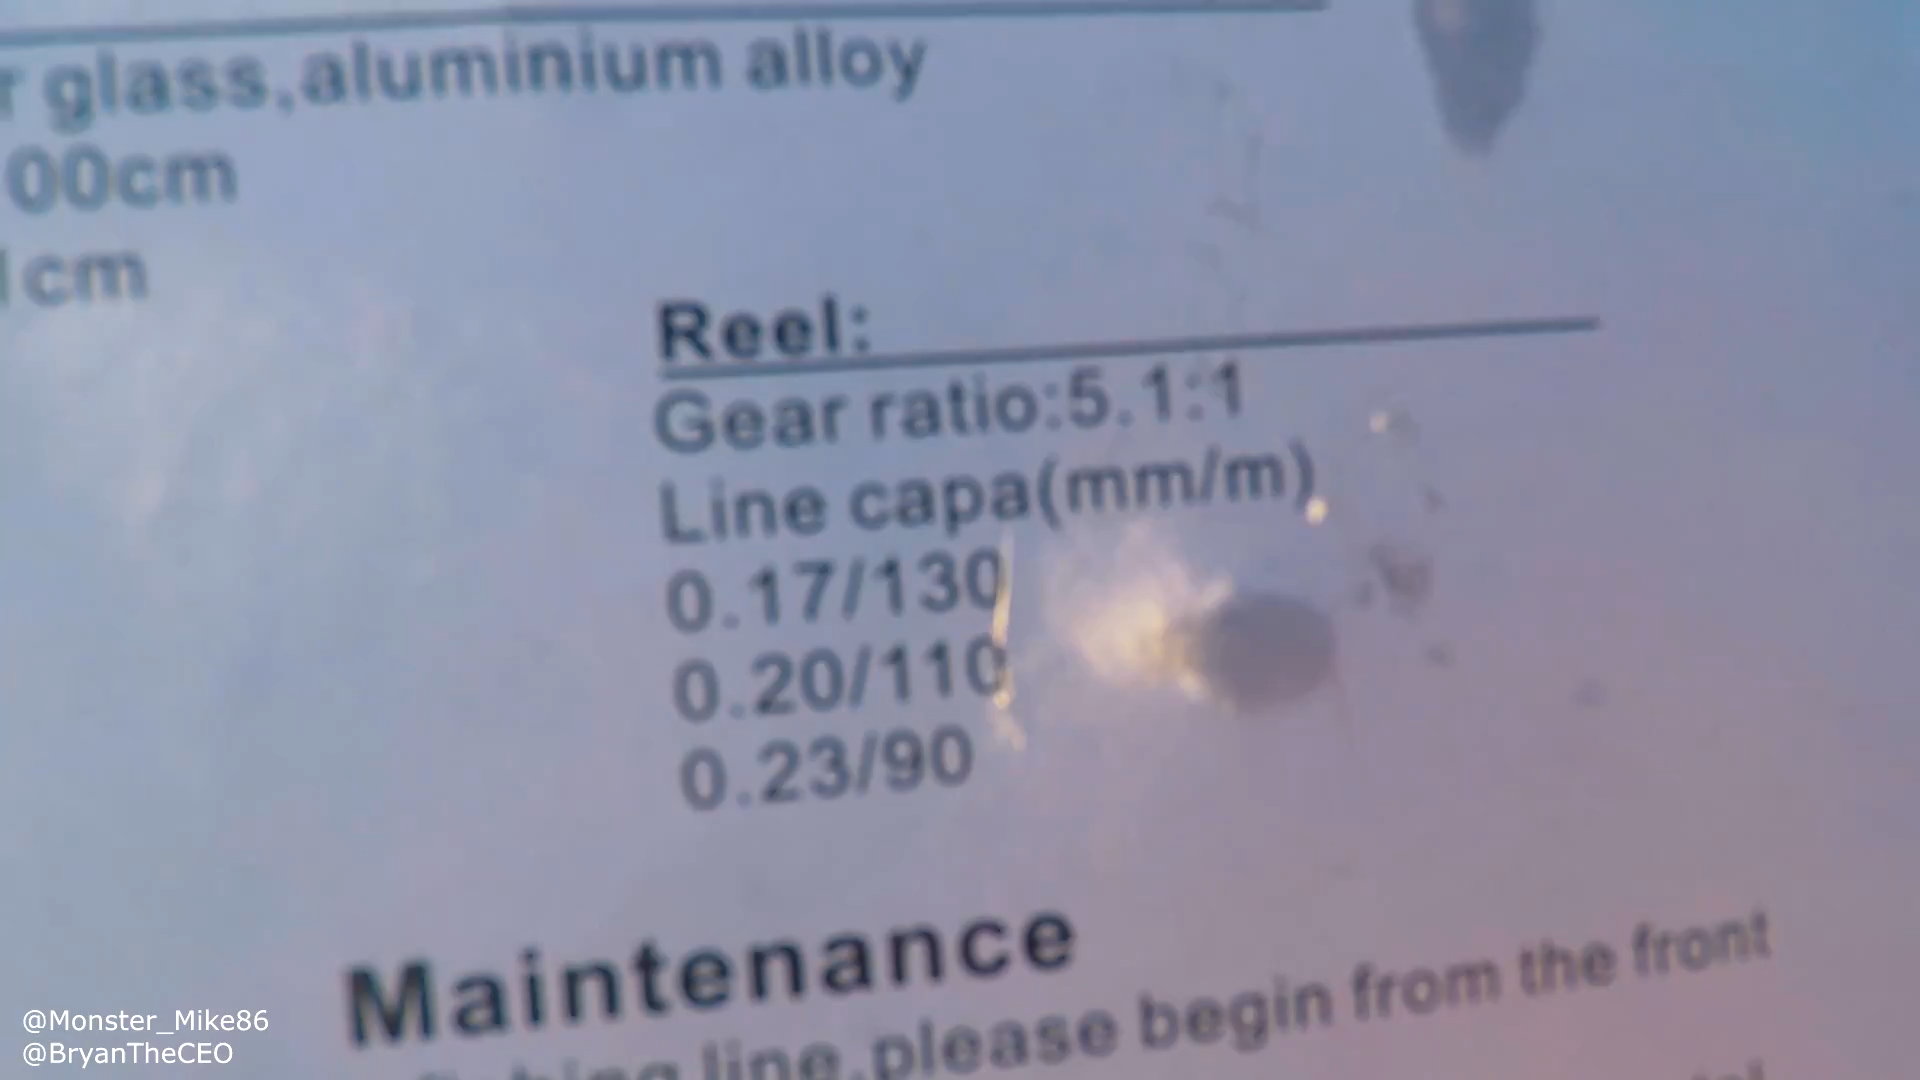 glass,aluminium alloy
00cm
cm
Reel:
Gear ratio:5.1:1
Line capa(mm/m)
0.17/130
0.20/110
0.23/90
Maintenance
line,please begin from the front
@Monster_Mike86
@BryanTheCEO